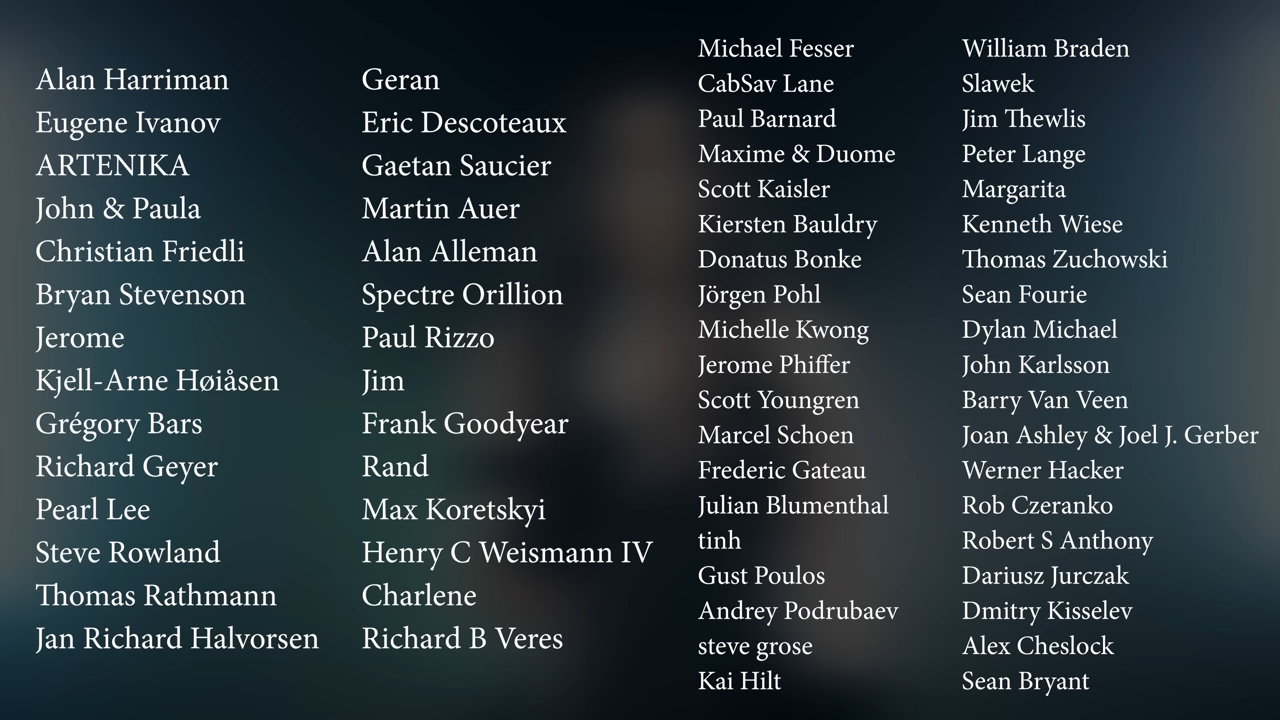 Alan Harriman
Eugene Ivanov
ARTENIKA
John & Paula
Christian Friedli
Bryan Stevenson
Jerome
Kjell-Arne Høiåsen
Grégory Bars
Richard Geyer
Pearl Lee
Steve Rowland
Thomas Rathmann
Jan Richard Halvorsen
Geran
Eric Descoteaux
Gaetan Saucier
Martin Auer
Alan Alleman
Spectre Orillion
Paul Rizzo
Jim
Frank Goodyear
Rand
Max Koretskyi
Henry C Weismann IV
Charlene
Richard B Veres
Michael Fesser
CabSav Lane
Paul Barnard
Maxime & Duome
Scott Kaisler
Kiersten Bauldry
Donatus Bonke
Jörgen Pohl
Michelle Kwong
Jerome Phiffer
Scott Youngren
Marcel Schoen
Frederic Gateau
Julian Blumenthal
tinh
Gust Poulos
Andrey Podrubaev
steve grose
Kai Hilt
William Braden
Slawek
Jim Thewlis
Peter Lange
Margarita
Kenneth Wiese
Thomas Zuchowski
Sean Fourie
Dylan Michael
John Karlsson
Barry Van Veen
Joan Ashley & Joel J. Gerber
Werner Hacker
Rob Czeranko
Robert S Anthony
Dariusz Jurczak
Dmitry Kisselev
Alex Cheslock
Sean Bryant